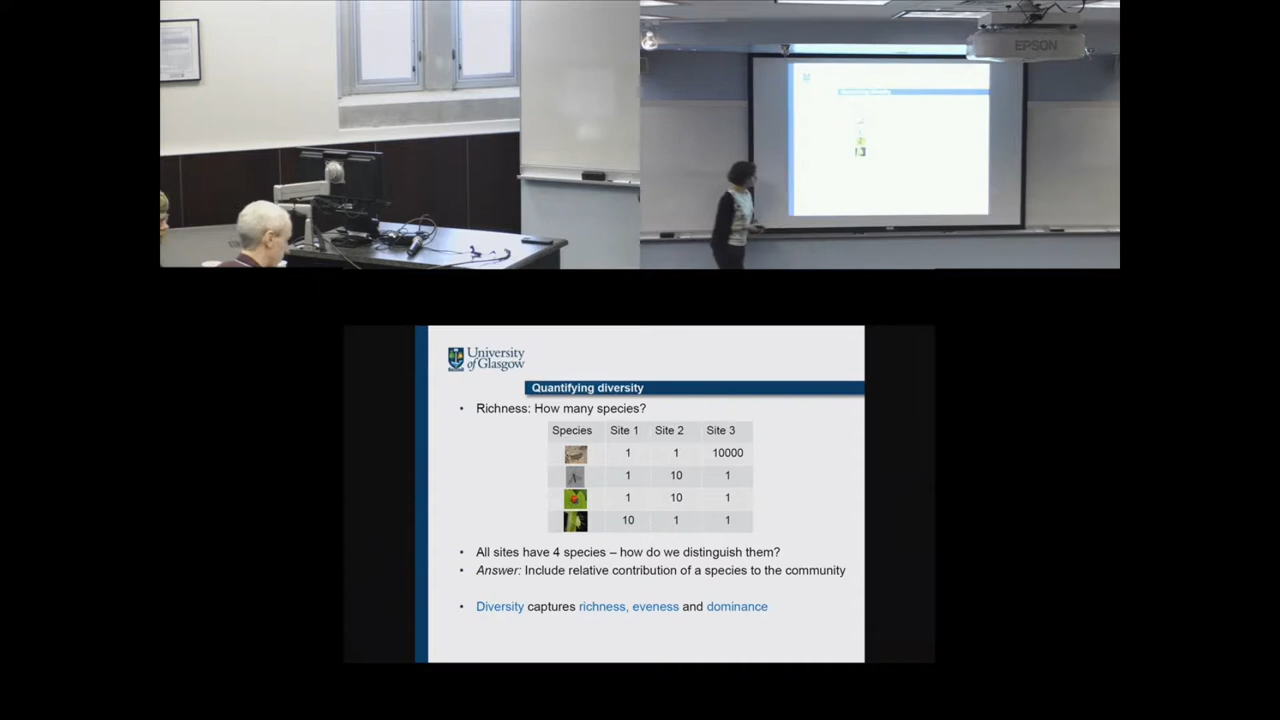 EPSON
University
of Glasgow
Quantifying diversity
• Richness: How many species?
Species Site 1 Site 2 Site 3
1 1 10000
1 10 1
1 10 1
10 1 1
• All sites have 4 species – how do we distinguish them?
• Answer: Include relative contribution of a species to the community
• Diversity captures richness, eveness and dominance